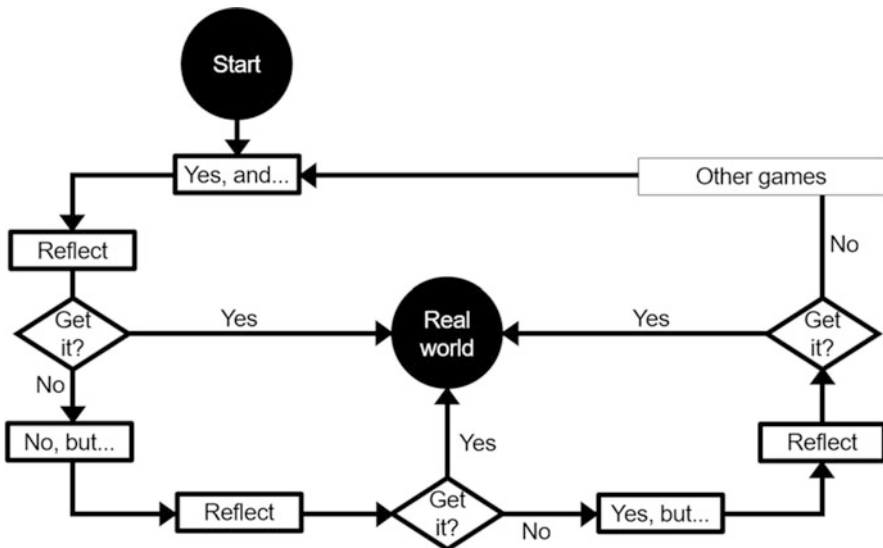 Start
Yes, and...
Other games
Reflect
No
Get
it?
Yes
Real
world
Yes
Get
it?
No
No, but...
Yes
Reflect
Reflect
Get
it?
No
Yes, but...